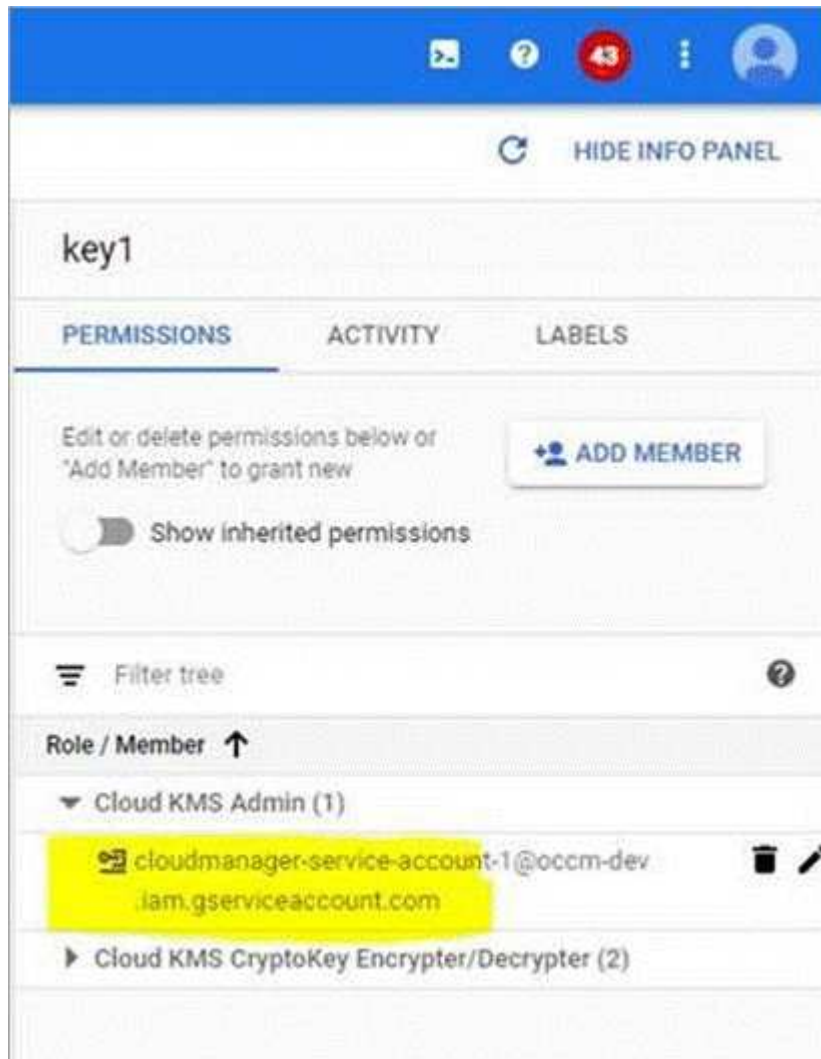 43
HIDE INFO PANEL
key1
PERMISSIONS ACTIVITY LABELS
Edit or delete permissions below or
"Add Member" to grant new
ADD MEMBER
Show inherited permissions
Filter tree
Role / Member
Cloud KMS Admin (1)
cloudmanager-service-account-1@occm-dev
.iam.gserviceaccount.com
Cloud KMS CryptoKey Encrypter/Decrypter (2)